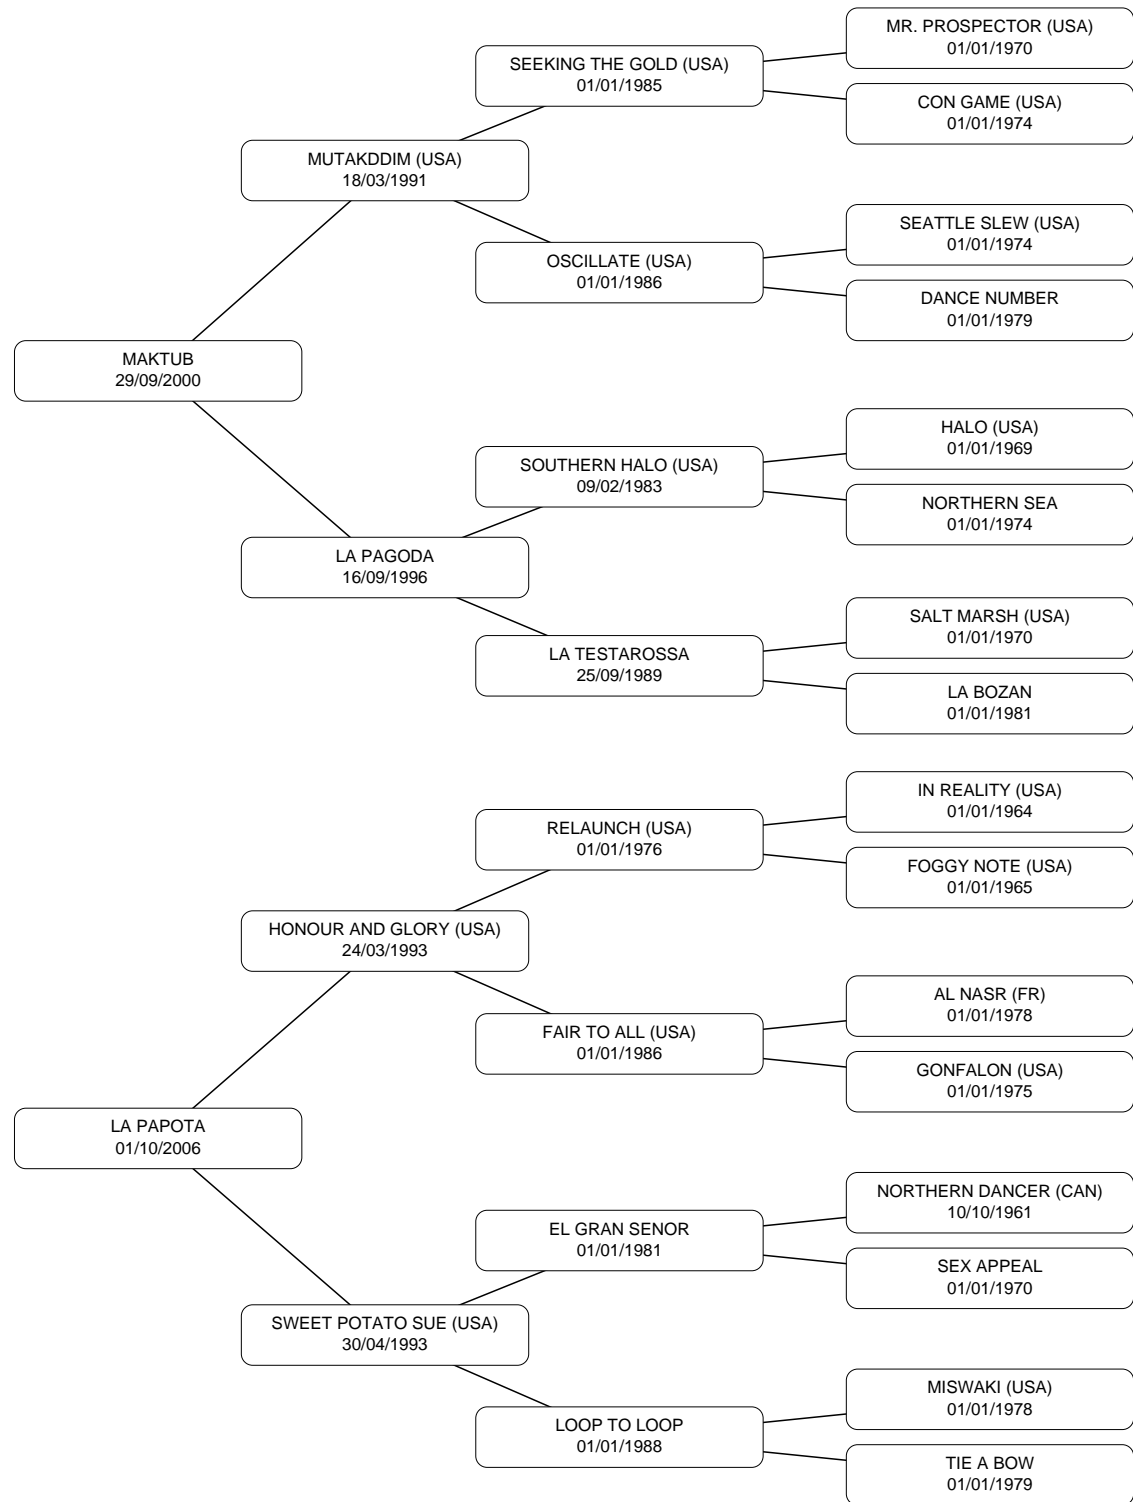 MR. PROSPECTOR (USA)
01/01/1970
SEEKING THE GOLD (USA)
01/01/1985
CON GAME (USA)
01/01/1974
MUTAKDDIM (USA)
18/03/1991
SEATTLE SLEW (USA)
01/01/1974
OSCILLATE (USA)
01/01/1986
DANCE NUMBER
01/01/1979
MAKTUB
29/09/2000
HALO (USA)
01/01/1969
SOUTHERN HALO (USA)
09/02/1983
NORTHERN SEA
01/01/1974
LA PAGODA
16/09/1996
SALT MARSH (USA)
01/01/1970
LA TESTAROSSA
25/09/1989
LA BOZAN
01/01/1981
IN REALITY (USA)
01/01/1964
RELAUNCH (USA)
01/01/1976
FOGGY NOTE (USA)
01/01/1965
HONOUR AND GLORY (USA)
24/03/1993
AL NASR (FR)
01/01/1978
FAIR TO ALL (USA)
01/01/1986
GONFALON (USA)
01/01/1975
LA PAPOTA
01/10/2006
NORTHERN DANCER (CAN)
10/10/1961
EL GRAN SENOR
01/01/1981
SEX APPEAL
01/01/1970
SWEET POTATO SUE (USA)
30/04/1993
MISWAKI (USA)
01/01/1978
LOOP TO LOOP
01/01/1988
TIE A BOW
01/01/1979